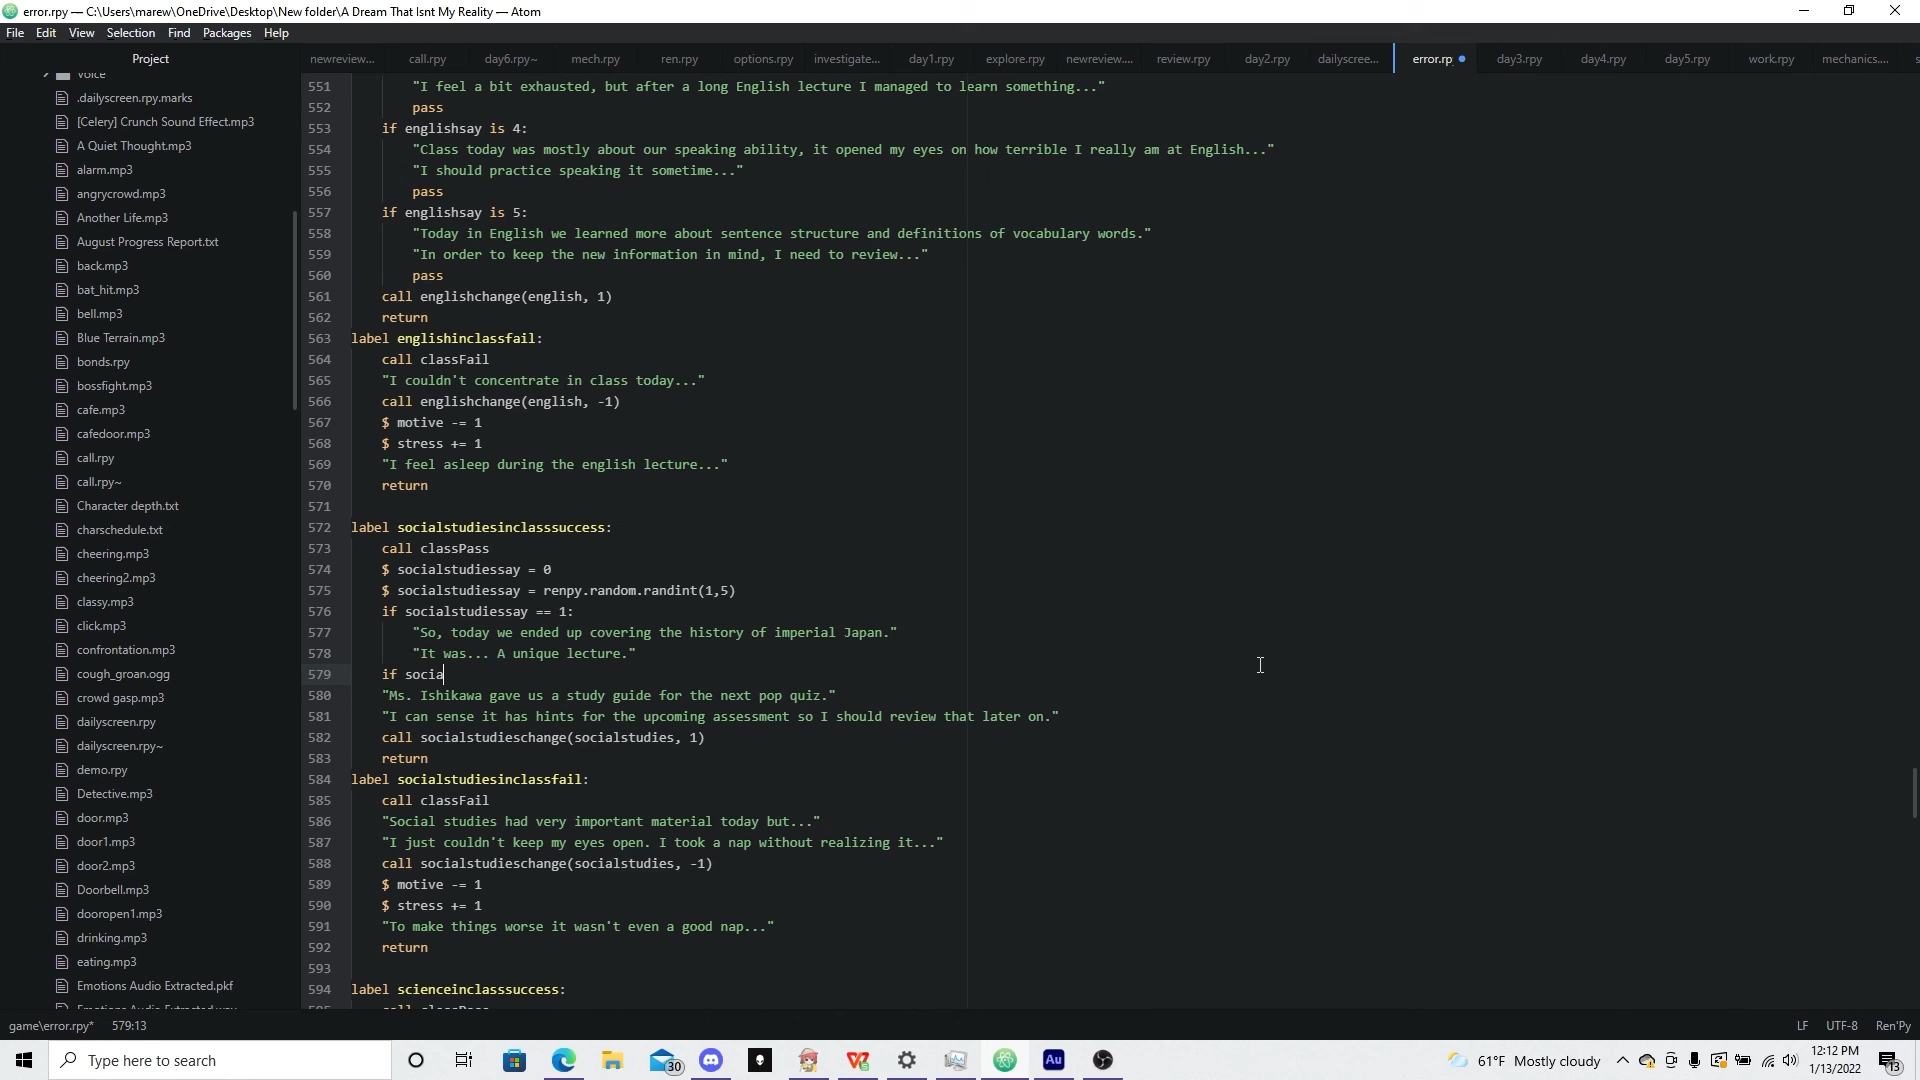 error.rpy — C:\Users\marew\OneDrive\Desktop\New folder\A Dream That Isnt My Reality — Atom
File Edit View Selection Find Packages Help
Project
newreview... call.rpy day6.rpy~ mech.rpy ren.rpy options.rpy investigate... day1.rpy explore.rpy newreview.... review.rpy day2.rpy dailyscree... error.rp day3.rpy day4.rpy day5.rpy work.rpy mechanics....
voice
.dailyscreen.rpy.marks
[Celery] Crunch Sound Effect.mp3
A Quiet Thought.mp3
alarm.mp3
angrycrowd.mp3
Another Life.mp3
August Progress Report.txt
back.mp3
bat_hit.mp3
bell.mp3
Blue Terrain.mp3
bonds.rpy
bossfight.mp3
cafe.mp3
cafedoor.mp3
call.rpy
call.rpy~
Character depth.txt
charschedule.txt
cheering.mp3
cheering2.mp3
classy.mp3
click.mp3
confrontation.mp3
cough_groan.ogg
crowd gasp.mp3
dailyscreen.rpy
dailyscreen.rpy~
demo.rpy
Detective.mp3
door.mp3
door1.mp3
door2.mp3
Doorbell.mp3
dooropen1.mp3
drinking.mp3
eating.mp3
Emotions Audio Extracted.pkf
551 "I feel a bit exhausted, but after a long English lecture I managed to learn something..."
552 pass
553 if englishsay is 4:
554 "Class today was mostly about our speaking ability, it opened my eyes on how terrible I really am at English..."
555 "I should practice speaking it sometime..."
556 pass
557 if englishsay is 5:
558 "Today in English we learned more about sentence structure and definitions of vocabulary words."
559 "In order to keep the new information in mind, I need to review..."
560 pass
561 call englishchange(english, 1)
562 return
563 label englishinclassfail:
564 call classFail
565 "I couldn't concentrate in class today..."
566 call englishchange(english, -1)
567 $ motive -= 1
568 $ stress += 1
569 "I feel asleep during the english lecture..."
570 return
571
572 label socialstudiesinclasssuccess:
573 call classPass
574 $ socialstudiessay = 0
575 $ socialstudiessay = renpy.random.randint(1,5)
576 if socialstudiessay == 1:
577 "So, today we ended up covering the history of imperial Japan."
578 "It was... A unique lecture."
579 if socia
580 "Ms. Ishikawa gave us a study guide for the next pop quiz."
581 "I can sense it has hints for the upcoming assessment so I should review that later on."
582 call socialstudieschange(socialstudies, 1)
583 return
584 label socialstudiesinclassfail:
585 call classFail
586 "Social studies had very important material today but..."
587 "I just couldn't keep my eyes open. I took a nap without realizing it..."
588 call socialstudieschange(socialstudies, -1)
589 $ motive -= 1
590 $ stress += 1
591 "To make things worse it wasn't even a good nap..."
592 return
593
594 label scienceinclasssuccess:
game\error.rpy* 579:13 LF UTF-8 Ren'Py
Type here to search
30
Au
61°F Mostly cloudy
12:12 PM
1/13/2022
13